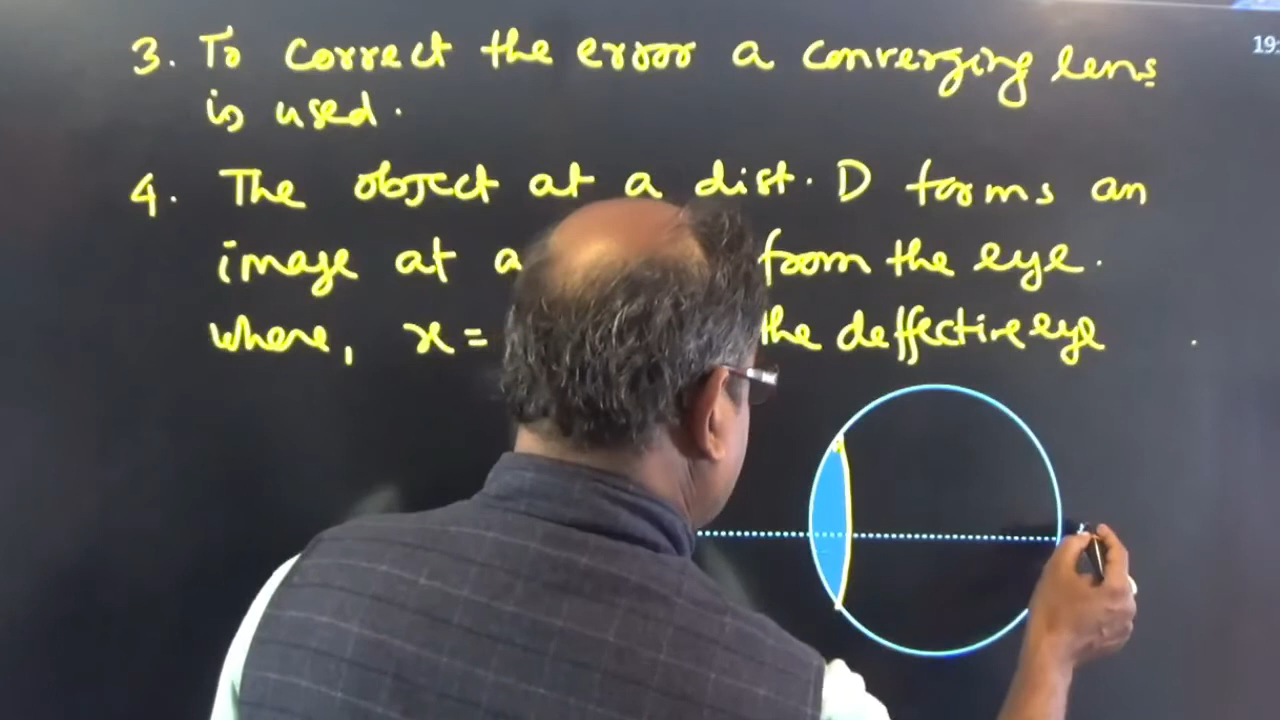 19:
3. To correct the error a converging lens
is used.
4. The object at a dist. D forms an
image at a from the eye.
where, x = the deffective eye